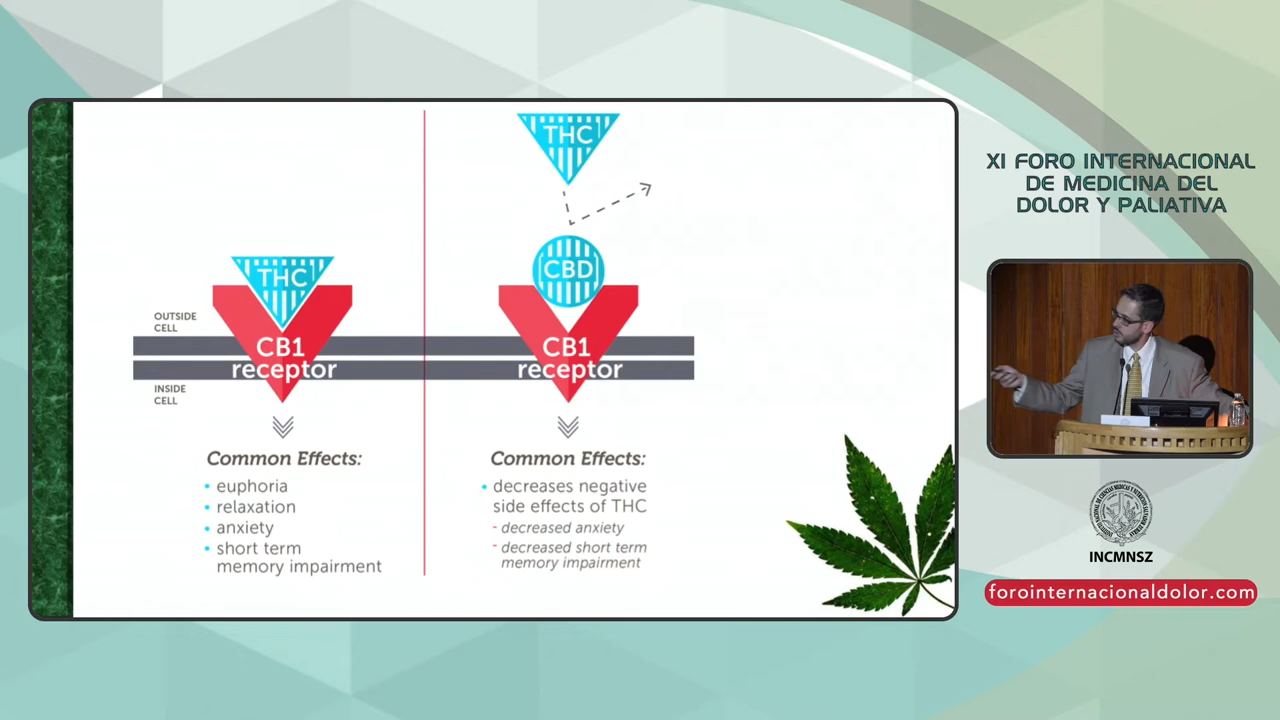 THC
CBD
THC
OUTSIDE
CELL
CB1
receptor
CB1
receptor
INSIDE
CELL
Common Effects:
• euphoria
• relaxation
• anxiety
• short term
memory impairment
Common Effects:
• decreases negative
side effects of THC
- decreased anxiety
- decreased short term
memory impairment
XI FORO INTERNACIONAL
DE MEDICINA DEL
DOLOR Y PALIATIVA
INCMNSZ
forointernacionaldolor.com